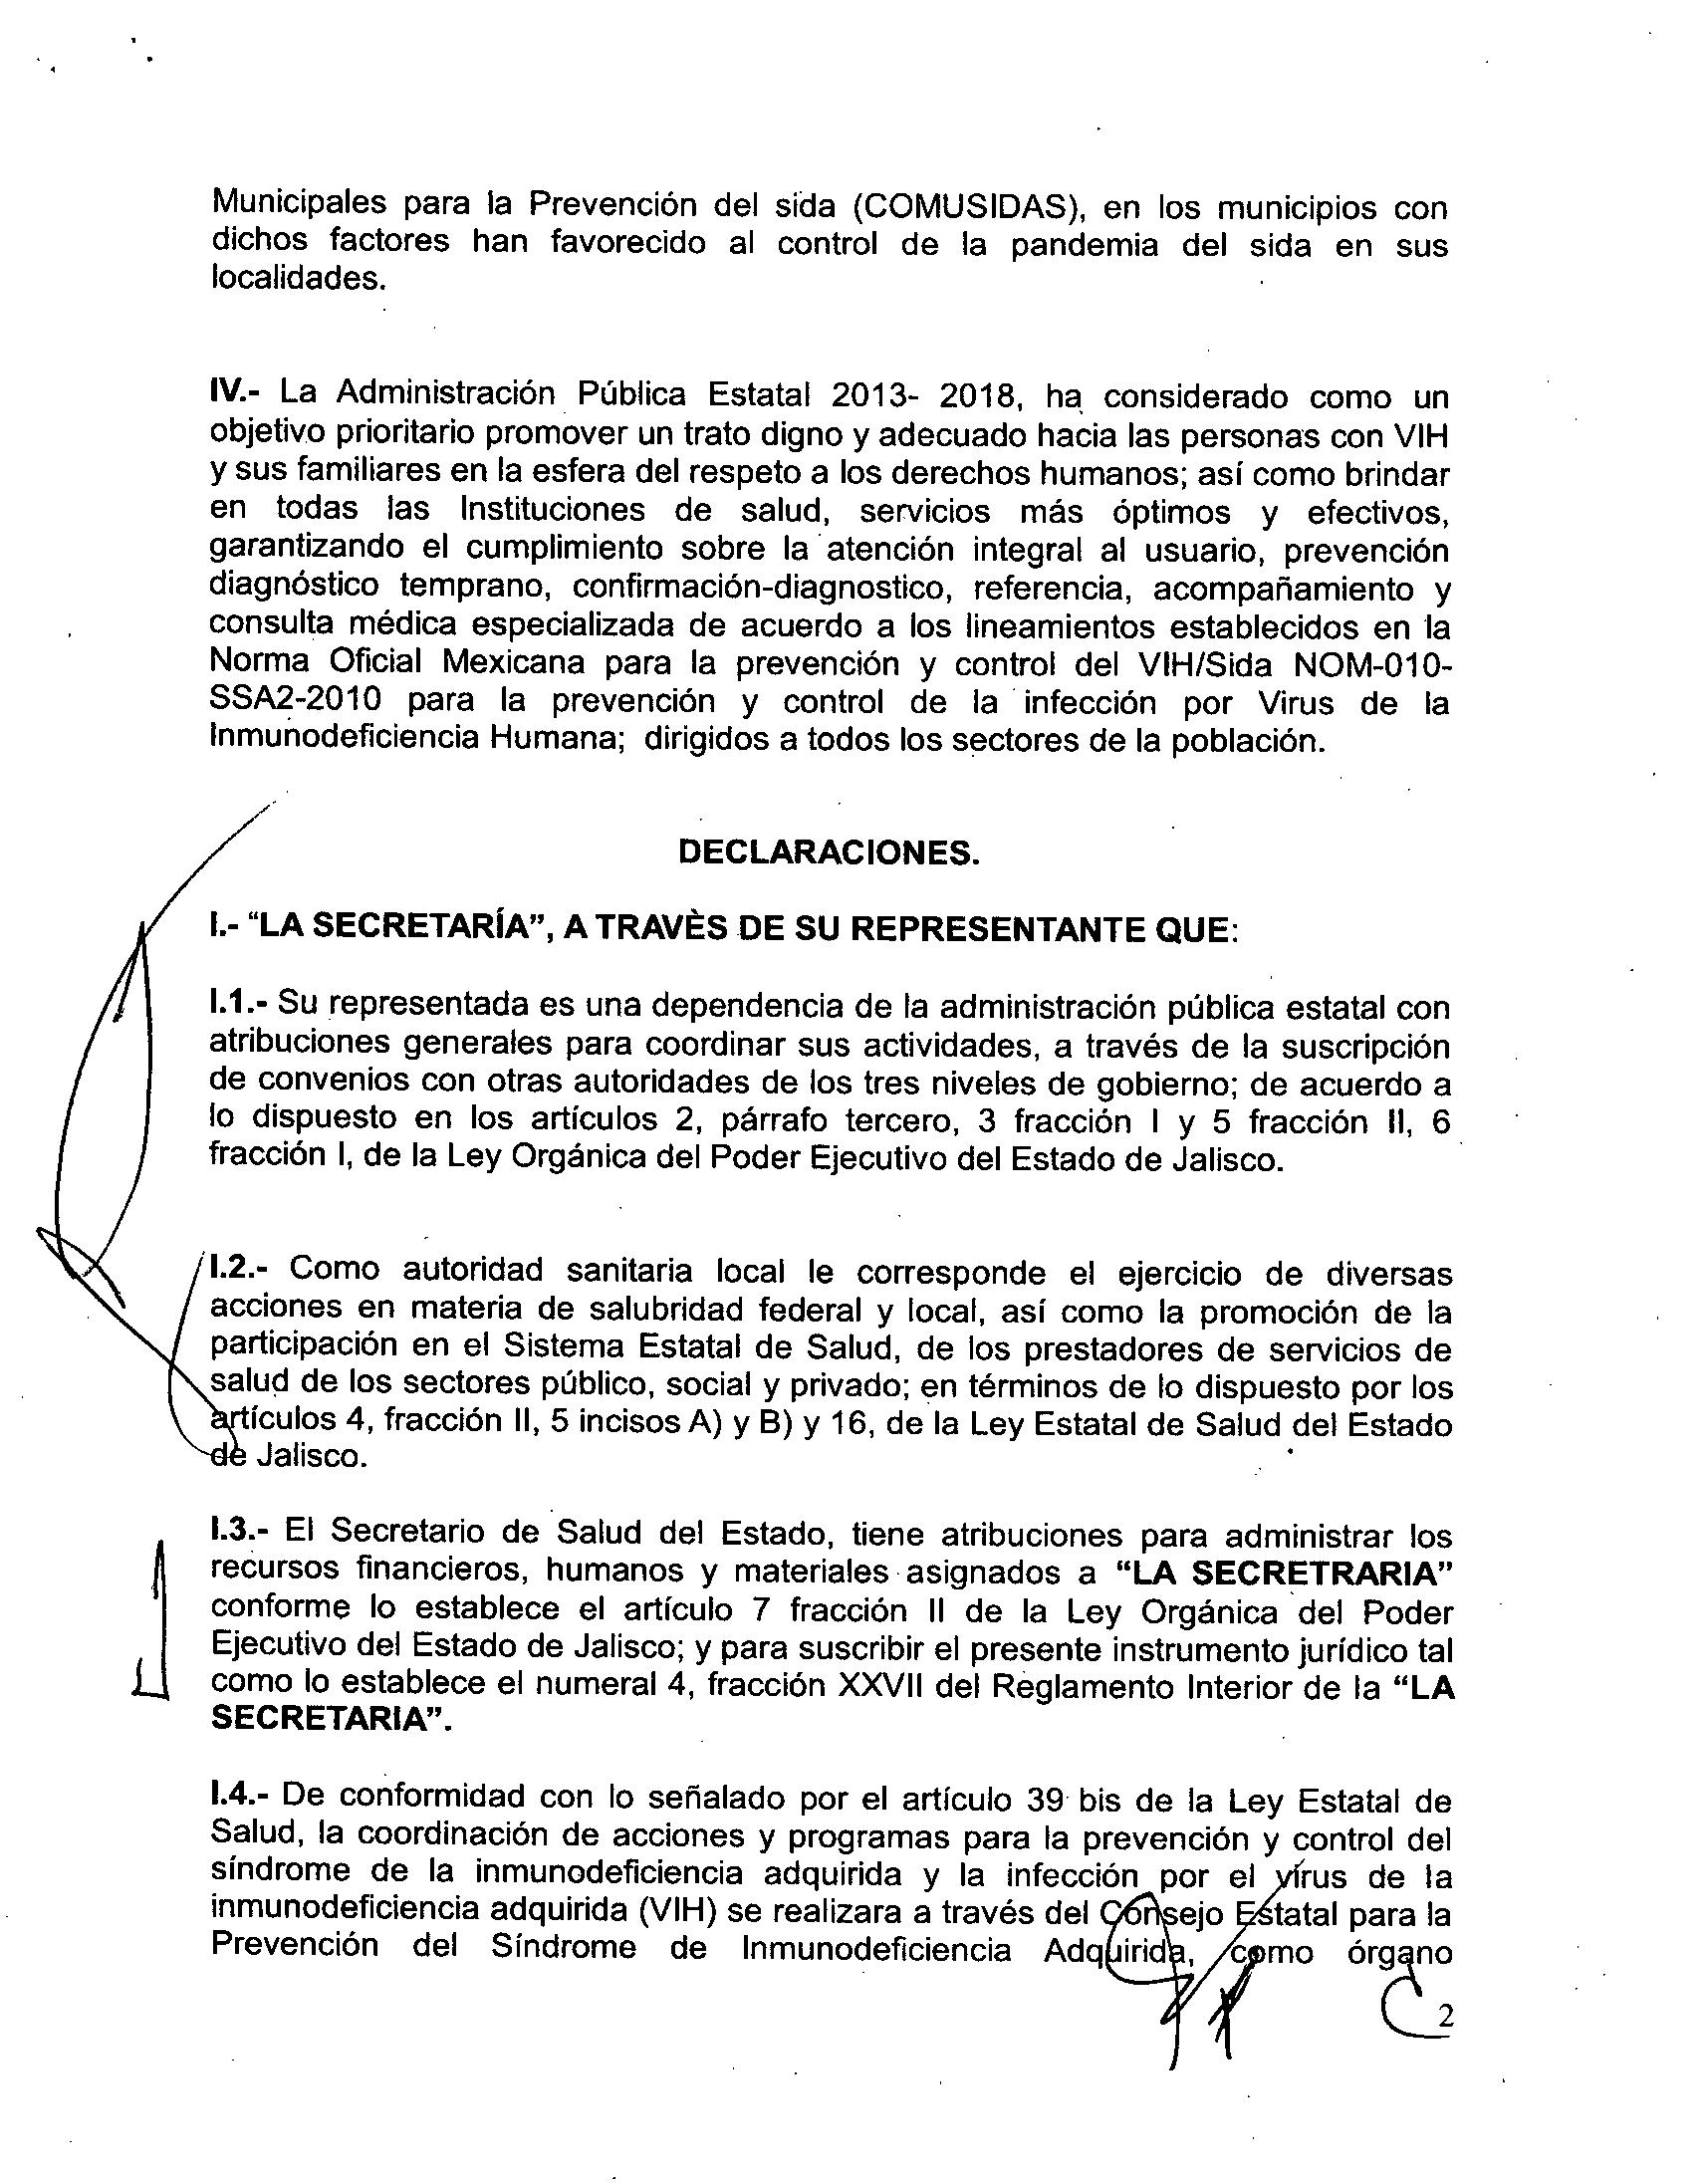 Municipales para la Prevención del sida (COMUSIDAS), en los municipios con
dichos factores han favorecido al control de la pandemia del sida en sus
localidades.
IV.- La Administración Pública Estatal 2013- 2018, ha considerado como un
objetivo prioritario promover un trato digno y adecuado hacia las personas con VIH
y sus familiares en la esfera del respeto a los derechos humanos; así como brindar
en todas las Instituciones de salud, servicios más óptimos y efectivos,
garantizando el cumplimiento sobre la atención integral al usuario, prevención
diagnóstico temprano, confirmación-diagnostico, referencia, acompañamiento y
consulta médica especializada de acuerdo a los lineamientos establecidos en la
Norma Oficial Mexicana para la prevención y control del VIH/Sida NOM-010-
SSA2-2010 para la prevención y control de la infección por Virus de la
Inmunodeficiencia Humana; dirigidos a todos los sectores de la población.
DECLARACIONES.
I.- “LA SECRETARÍA”, A TRAVÈS DE SU REPRESENTANTE QUE:
I.1.- Su representada es una dependencia de la administración pública estatal con
atribuciones generales para coordinar sus actividades, a través de la suscripción
de convenios con otras autoridades de los tres niveles de gobierno; de acuerdo a
lo dispuesto en los artículos 2, párrafo tercero, 3 fracción I y 5 fracción II, 6
fracción I, de la Ley Orgánica del Poder Ejecutivo del Estado de Jalisco.
I.2.- Como autoridad sanitaria local le corresponde el ejercicio de diversas
acciones en materia de salubridad federal y local, así como la promoción de la
participación en el Sistema Estatal de Salud, de los prestadores de servicios de
salud de los sectores público, social y privado; en términos de lo dispuesto por los
artículos 4, fracción II, 5 incisos A) y B) y 16, de la Ley Estatal de Salud del Estado
de Jalisco.
I.3.- El Secretario de Salud del Estado, tiene atribuciones para administrar los
recursos financieros, humanos y materiales asignados a “LA SECRETRARIA”
conforme lo establece el artículo 7 fracción II de la Ley Orgánica del Poder
Ejecutivo del Estado de Jalisco; y para suscribir el presente instrumento jurídico tal
como lo establece el numeral 4, fracción XXVII del Reglamento Interior de la “LA
SECRETARIA”.
I.4.- De conformidad con lo señalado por el artículo 39 bis de la Ley Estatal de
Salud, la coordinación de acciones y programas para la prevención y control del
síndrome de la inmunodeficiencia adquirida y la infección por el vírus de la
inmunodeficiencia adquirida (VIH) se realizara a través del Consejo Estatal para la
Prevención del Síndrome de Inmunodeficiencia Adquirida, como órgano
2